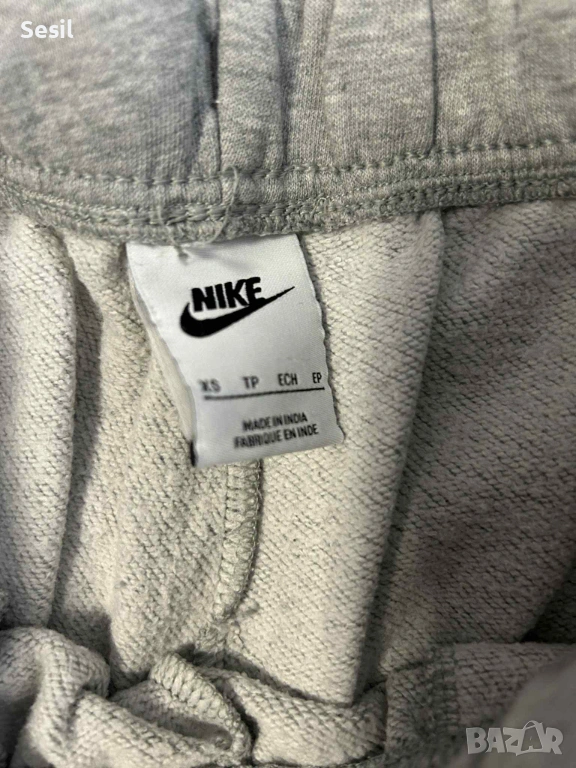 Sesil
NIKE
XS TP ECH EP
MADE IN INDIA
FABRIQUE EN INDE
BAZAR